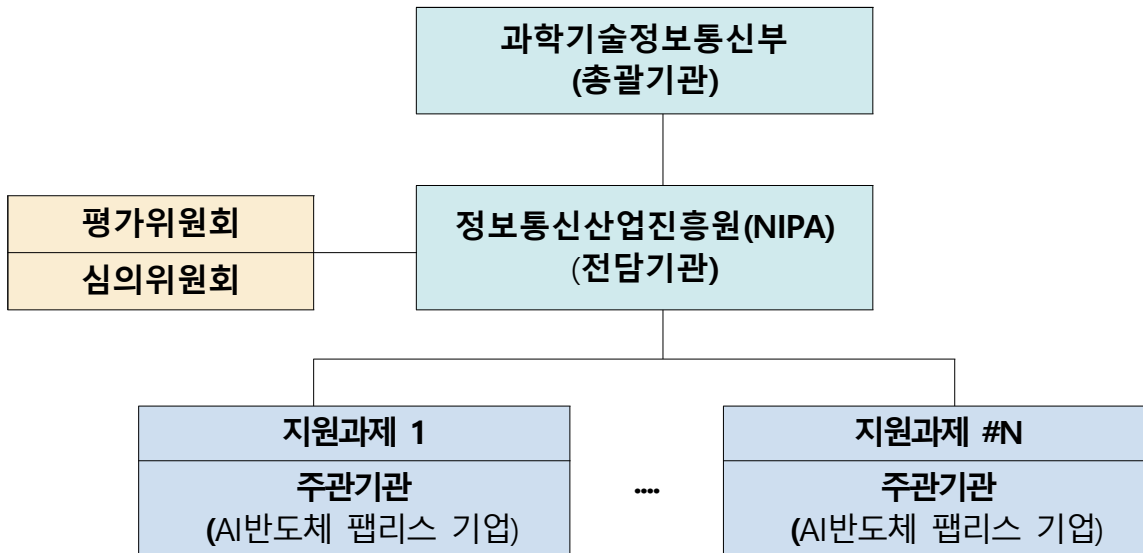 과학기술정보통신부
(총괄기관)
평가위원회
심의위원회
정보통신산업진흥원(NIPA)
(전담기관)
지원과제 1
주관기관
(AI반도체 팹리스 기업)
....
지원과제 #N
주관기관
(AI반도체 팹리스 기업)